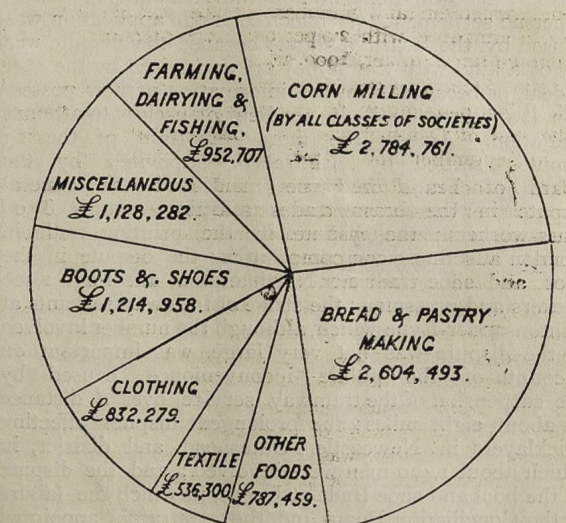 FARMING,
DAIRYING &
FISHING,
£952,707
CORN MILLING
(BY ALL CLASSES OF SOCIETIES)
£2,784,761.
MISCELLANEOUS
£1,128,282.
BOOTS & SHOES
£1,214,958.
BREAD & PASTRY
MAKING
£2,604,493.
CLOTHING
£832,279.
TEXTILE
£536,300
OTHER
FOODS
£787,459.